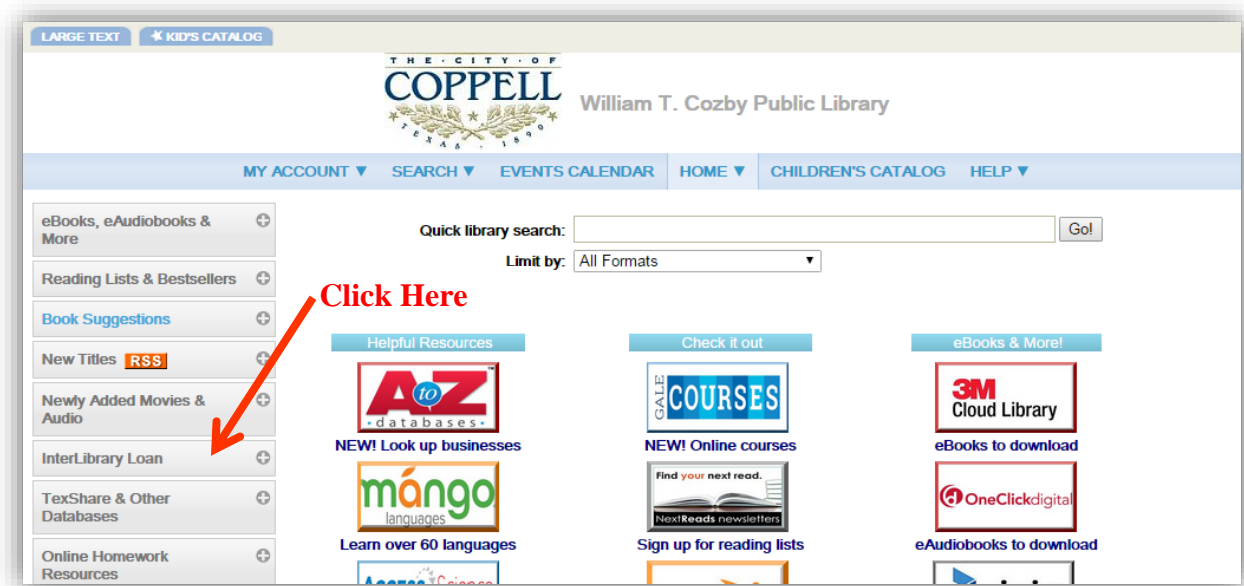 LARGE TEXT KID'S CATALOG
THE · CITY · OF
COPPELL
TEXAS · 1890
William T. Cozby Public Library
MY ACCOUNT ▼ SEARCH ▼ EVENTS CALENDAR HOME ▼ CHILDREN'S CATALOG HELP ▼
eBooks, eAudiobooks &
More
Reading Lists & Bestsellers
Book Suggestions
New Titles RSS
Newly Added Movies &
Audio
InterLibrary Loan
TexShare & Other
Databases
Online Homework
Resources
Quick library search: Go!
Limit by: All Formats ▼
Click Here
Helpful Resources
A to Z
• databases •
NEW! Look up businesses
mango
languages
Learn over 60 languages
Access Science
Check it out
GALE COURSES
NEW! Online courses
Find your next read.
NextReads newsletters
Sign up for reading lists
eBooks & More!
3M
Cloud Library
eBooks to download
OneClickdigital
eAudiobooks to download